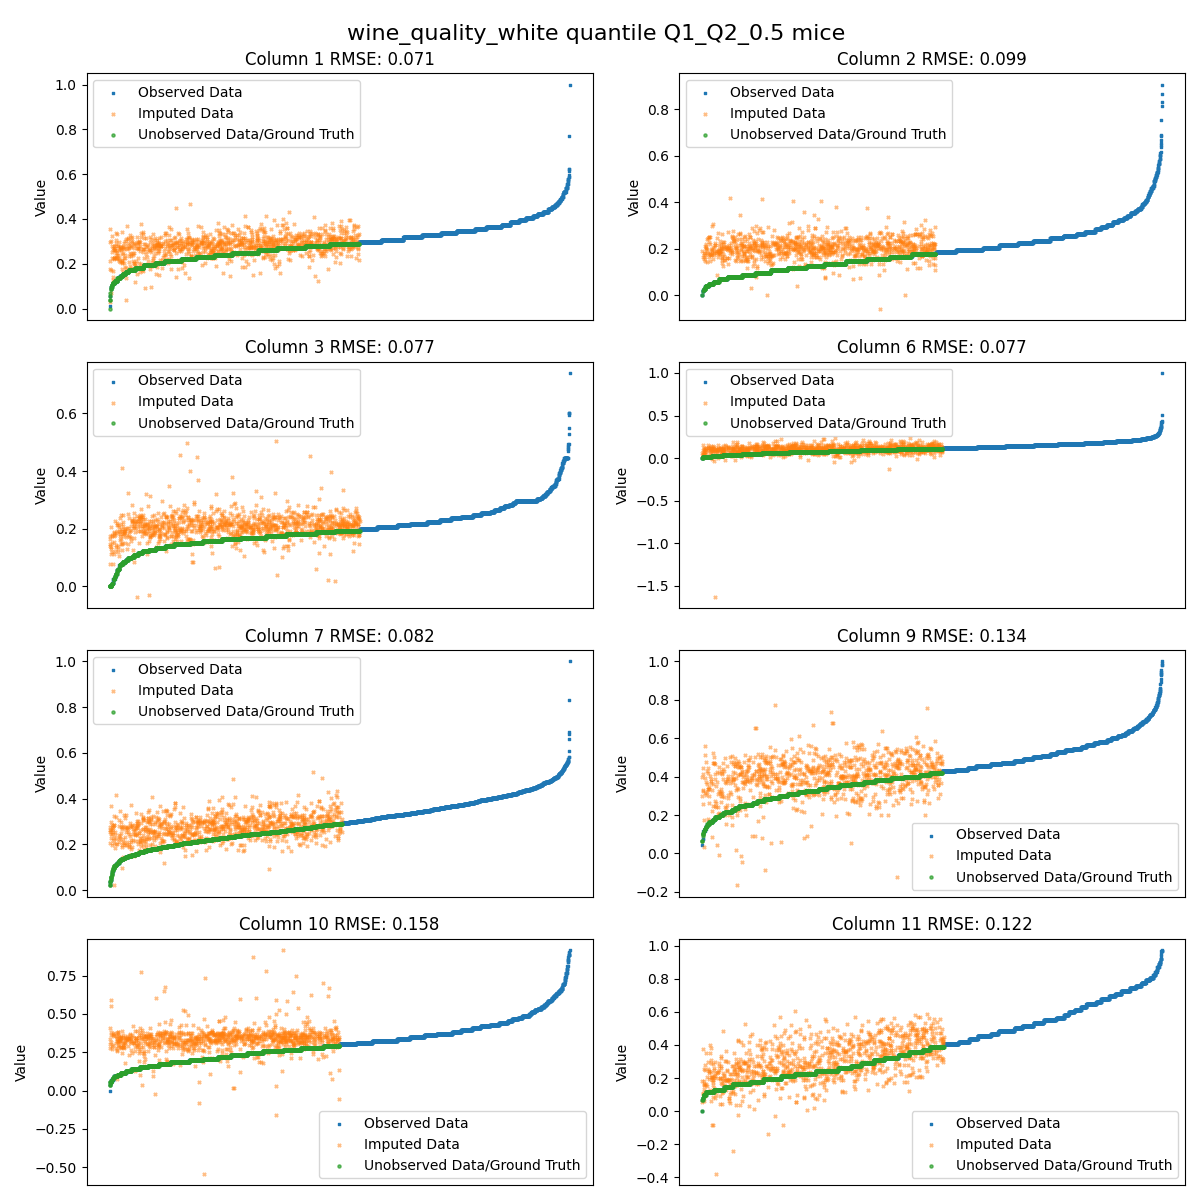 wine_quality_white quantile Q1_Q2_0.5 mice
Column 1 RMSE: 0.071
Value
1.0
0.8
0.6
0.4
0.2
0.0
Observed Data
Imputed Data
Unobserved Data/Ground Truth
Column 2 RMSE: 0.099
Value
0.8
0.6
0.4
0.2
0.0
Observed Data
Imputed Data
Unobserved Data/Ground Truth
Column 3 RMSE: 0.077
Value
0.6
0.4
0.2
0.0
Observed Data
Imputed Data
Unobserved Data/Ground Truth
Column 6 RMSE: 0.077
Value
1.0
0.5
0.0
−0.5
−1.0
−1.5
Observed Data
Imputed Data
Unobserved Data/Ground Truth
Column 7 RMSE: 0.082
Value
1.0
0.8
0.6
0.4
0.2
0.0
Observed Data
Imputed Data
Unobserved Data/Ground Truth
Column 9 RMSE: 0.134
Value
1.0
0.8
0.6
0.4
0.2
0.0
−0.2
Observed Data
Imputed Data
Unobserved Data/Ground Truth
Column 10 RMSE: 0.158
Value
0.75
0.50
0.25
0.00
−0.25
−0.50
Observed Data
Imputed Data
Unobserved Data/Ground Truth
Column 11 RMSE: 0.122
Value
1.0
0.8
0.6
0.4
0.2
0.0
−0.2
−0.4
Observed Data
Imputed Data
Unobserved Data/Ground Truth